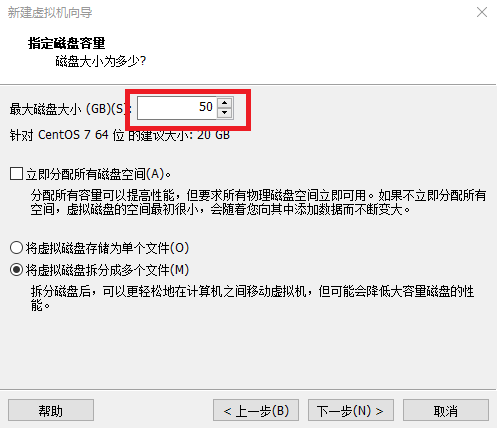 新建虚拟机向导
指定磁盘容量
磁盘大小为多少?
最大磁盘大小 (GB)(S): 50
针对 CentOS 7 64 位 的建议大小: 20 GB
立即分配所有磁盘空间(A)。
分配所有容量可以提高性能，但要求所有物理磁盘空间立即可用。如果不立即分配所有
空间，虚拟磁盘的空间最初很小，会随着您向其中添加数据而不断变大。
将虚拟磁盘存储为单个文件(O)
将虚拟磁盘拆分成多个文件(M)
拆分磁盘后，可以更轻松地在计算机之间移动虚拟机，但可能会降低大容量磁盘的性
能。
帮助 < 上一步(B) 下一步(N) > 取消